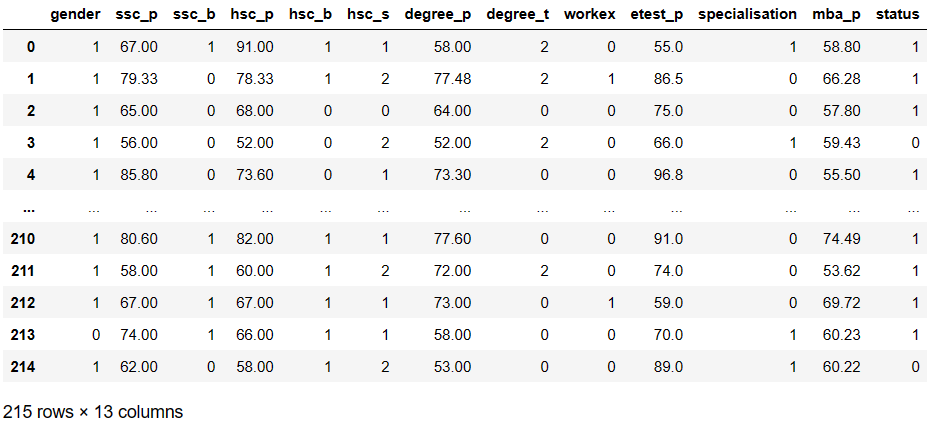 gender ssc_p ssc_b hsc_p hsc_b hsc_s degree_p degree_t workex etest_p specialisation mba_p status
0 1 67.00 1 91.00 1 1 58.00 2 0 55.0 1 58.80 1
1 1 79.33 0 78.33 1 2 77.48 2 1 86.5 0 66.28 1
2 1 65.00 0 68.00 0 0 64.00 0 0 75.0 0 57.80 1
3 1 56.00 0 52.00 0 2 52.00 2 0 66.0 1 59.43 0
4 1 85.80 0 73.60 0 1 73.30 0 0 96.8 0 55.50 1
... ... ... ... ... ... ... ... ... ... ... ... ... ...
210 1 80.60 1 82.00 1 1 77.60 0 0 91.0 0 74.49 1
211 1 58.00 1 60.00 1 2 72.00 2 0 74.0 0 53.62 1
212 1 67.00 1 67.00 1 1 73.00 0 1 59.0 0 69.72 1
213 0 74.00 1 66.00 1 1 58.00 0 0 70.0 1 60.23 1
214 1 62.00 0 58.00 1 2 53.00 0 0 89.0 1 60.22 0
215 rows × 13 columns